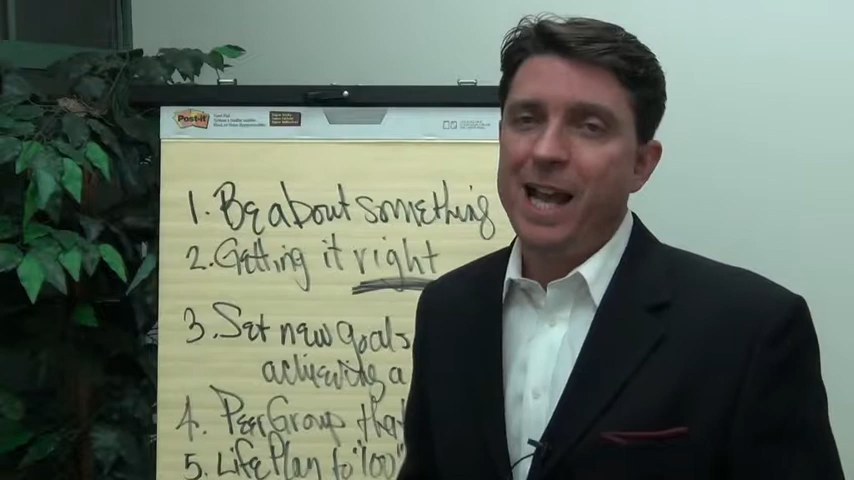 Post-it
1. Be about something
2. Getting it right
3. Set new goals
achieving a
4. Peer Group that
5. Life Plan to "100"